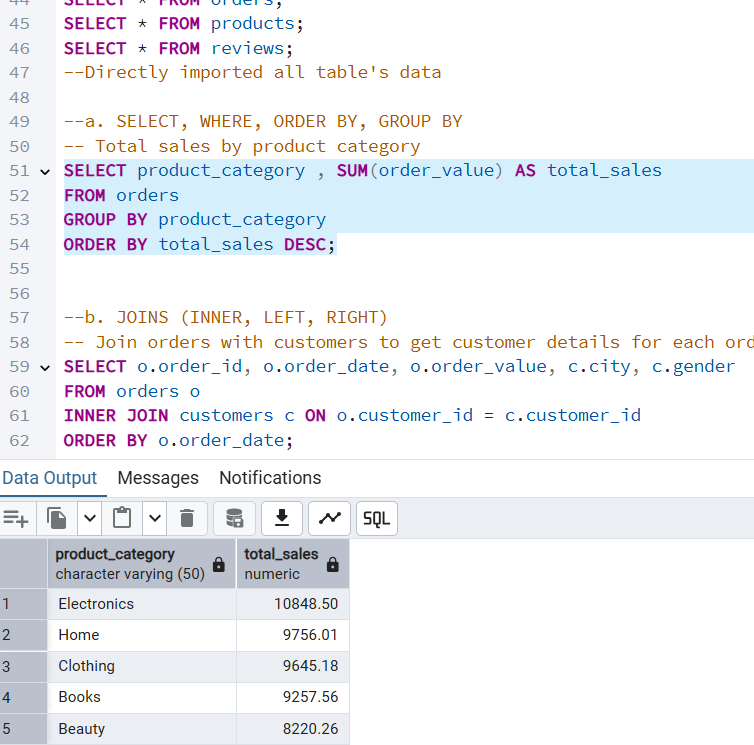 44 SELECT * FROM orders;
45 SELECT * FROM products;
46 SELECT * FROM reviews;
47 --Directly imported all table's data
48
49 --a. SELECT, WHERE, ORDER BY, GROUP BY
50 -- Total sales by product category
51 SELECT product_category , SUM(order_value) AS total_sales
52 FROM orders
53 GROUP BY product_category
54 ORDER BY total_sales DESC;
55
56
57 --b. JOINS (INNER, LEFT, RIGHT)
58 -- Join orders with customers to get customer details for each ord
59 SELECT o.order_id, o.order_date, o.order_value, c.city, c.gender
60 FROM orders o
61 INNER JOIN customers c ON o.customer_id = c.customer_id
62 ORDER BY o.order_date;
Data Output Messages Notifications
SQL
product_category total_sales
character varying (50) numeric
1 Electronics 10848.50
2 Home 9756.01
3 Clothing 9645.18
4 Books 9257.56
5 Beauty 8220.26